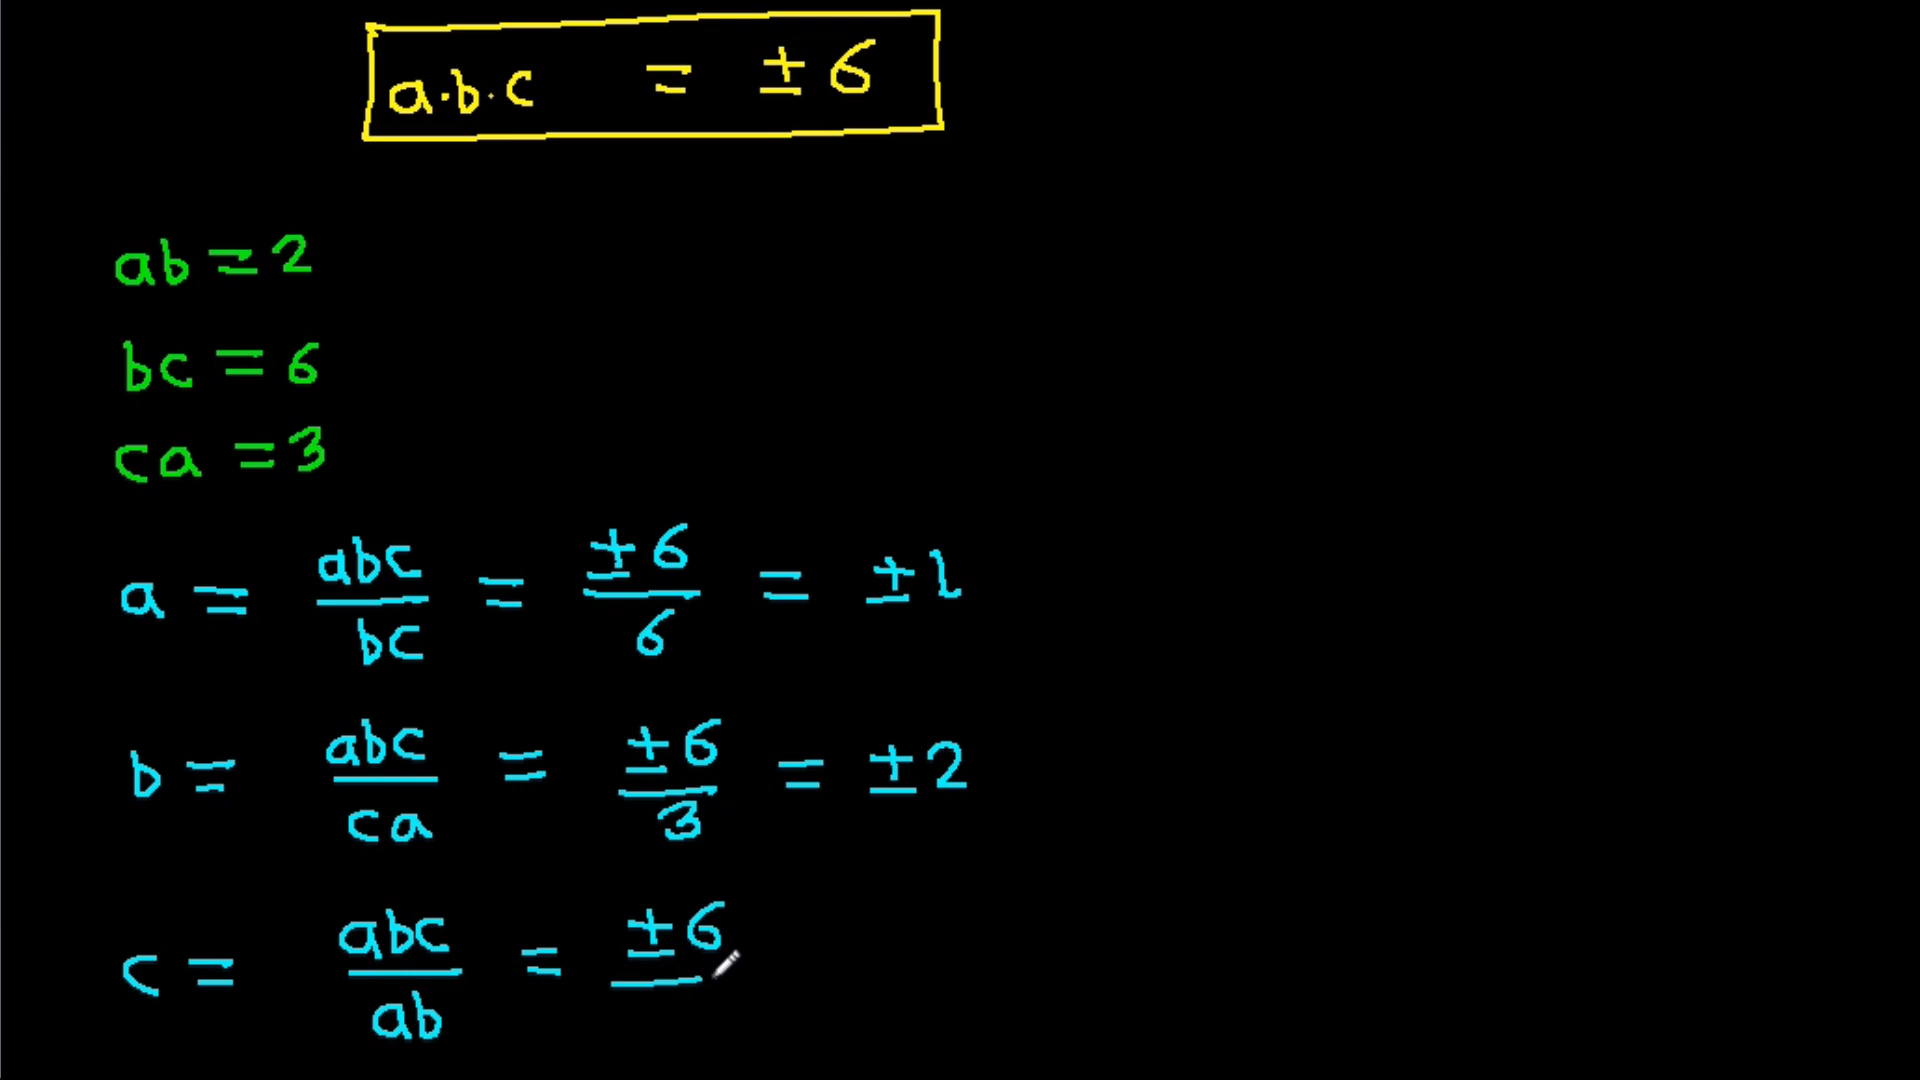 a·b·c = ±6
ab = 2
bc = 6
ca = 3
a = abc/bc = ±6/6 = ±1
b = abc/ca = ±6/3 = ±2
c = abc/ab = ±6/